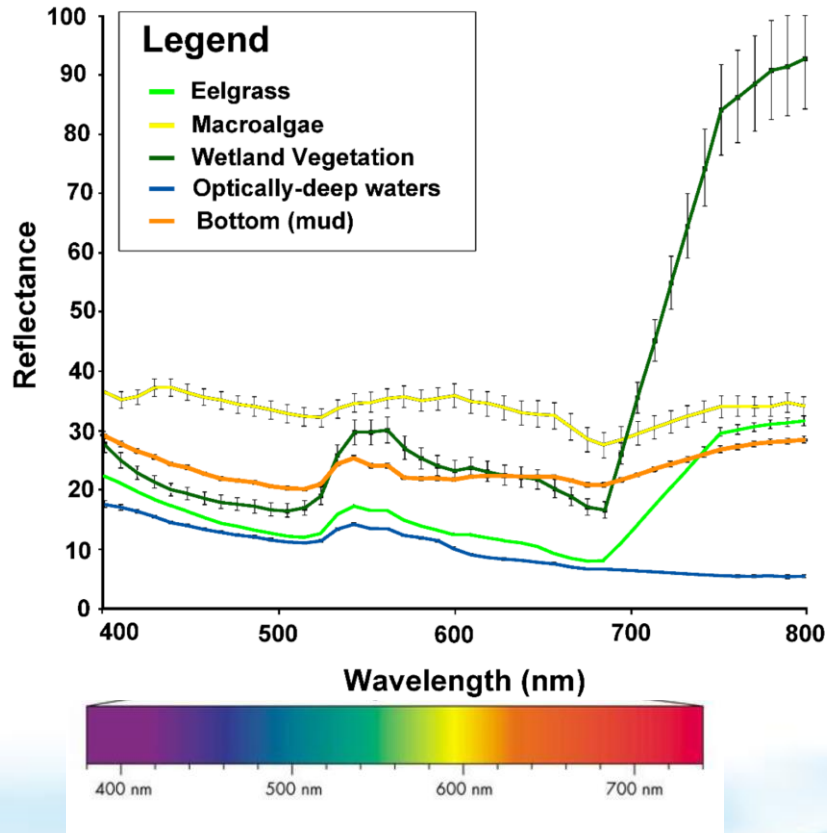 100
90
80
70
60
50
40
30
20
10
0
Reflectance
Legend
Eelgrass
Macroalgae
Wetland Vegetation
Optically-deep waters
Bottom (mud)
400 500 600 700 800
Wavelength (nm)
400 nm 500 nm 600 nm 700 nm